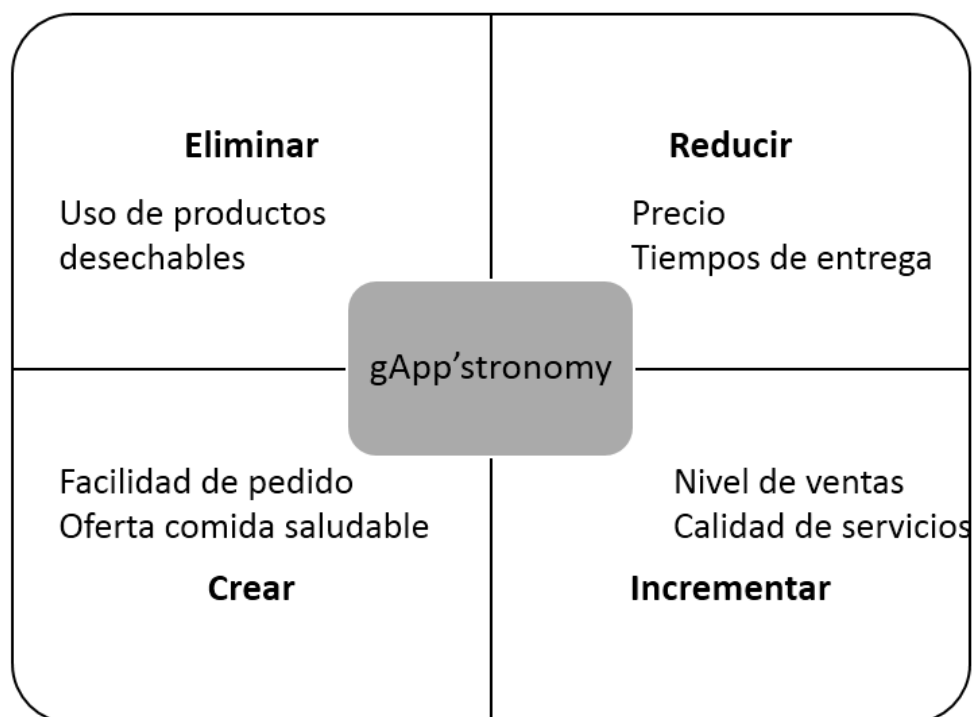 Eliminar
Uso de productos
desechables
Reducir
Precio
Tiempos de entrega
gApp’stronomy
Facilidad de pedido
Oferta comida saludable
Crear
Nivel de ventas
Calidad de servicios
Incrementar